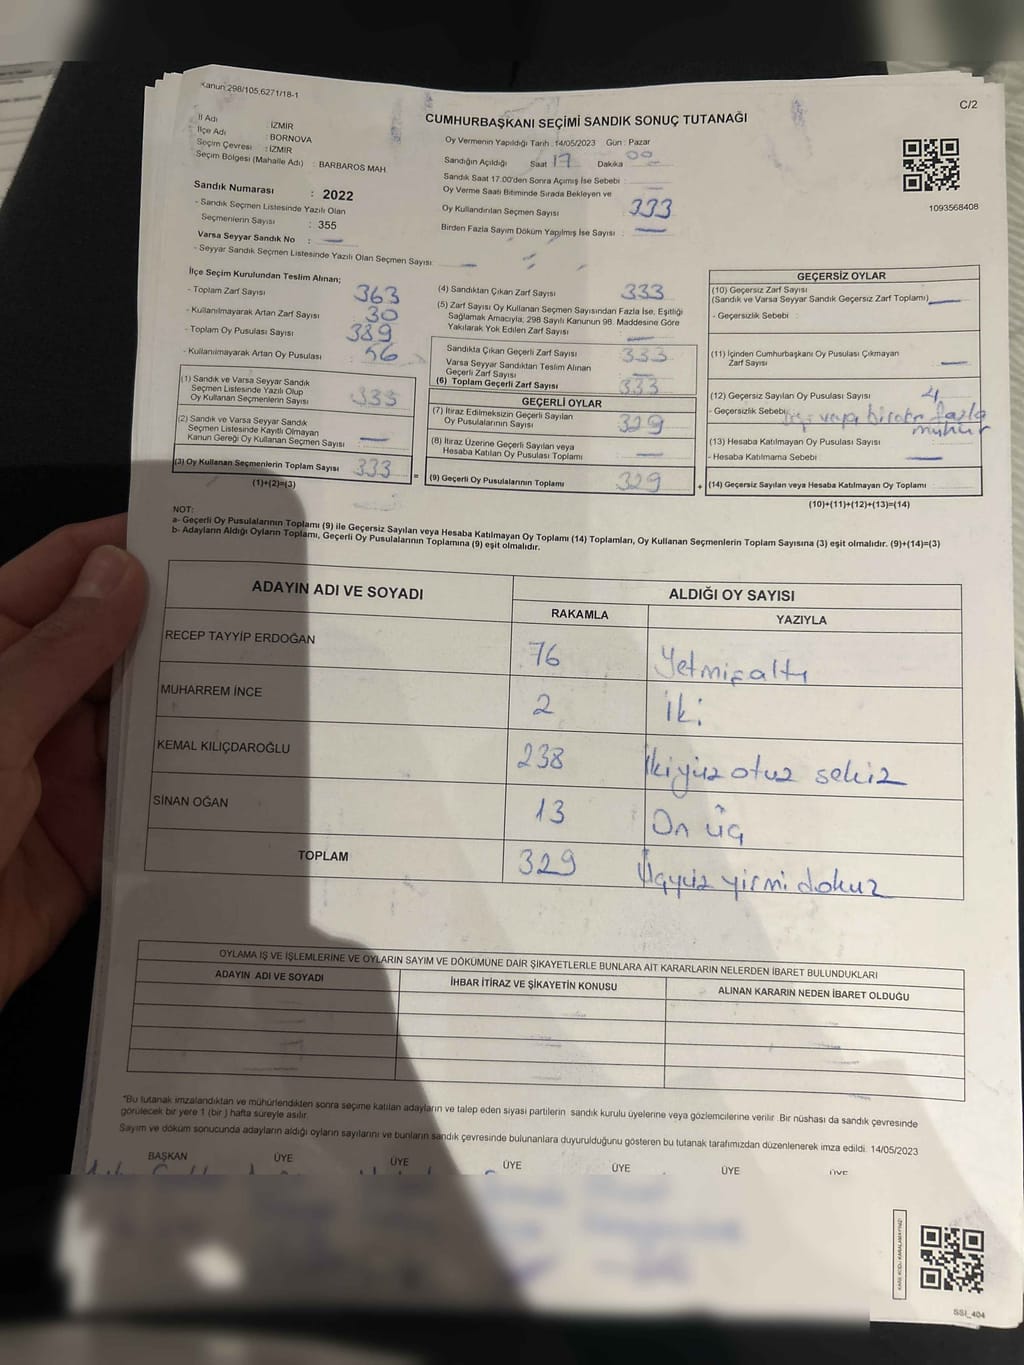 Kanun 298/105,6271/18-1
C/2
CUMHURBAŞKANI SEÇİMİ SANDIK SONUÇ TUTANAĞI
İl Adı : İZMİR
İlçe Adı : BORNOVA
Seçim Çevresi : İZMİR
Seçim Bölgesi (Mahalle Adı) : BARBAROS MAH.
Sandık Numarası : 2022
- Sandık Seçmen Listesinde Yazılı Olan
Seçmenlerin Sayısı : 355
Varsa Seyyar Sandık No :
- Seyyar Sandık Seçmen Listesinde Yazılı Olan Seçmen Sayısı:
Oy Vermenin Yapıldığı Tarih : 14/05/2023 Gün : Pazar
Sandığın Açıldığı Saat 17 Dakika 00
Sandık Saat 17.00'den Sonra Açımış İse Sebebi :
Oy Verme Saati Bitiminde Sırada Bekleyen ve
Oy Kullandırılan Seçmen Sayısı 333
Birden Fazla Sayım Döküm Yapılmış İse Sayısı :
1093568408
İlçe Seçim Kurulundan Teslim Alınan;
- Toplam Zarf Sayısı 363
- Kullanılmayarak Artan Zarf Sayısı 30
- Toplam Oy Pusulası Sayısı 389
- Kullanılmayarak Artan Oy Pusulası 56
(1) Sandık ve Varsa Seyyar Sandık
Seçmen Listesinde Yazılı Olup
Oy Kullanan Seçmenlerin Sayısı 333
(2) Sandık ve Varsa Seyyar Sandık
Seçmen Listesinde Kayıtlı Olmayan
Kanun Gereği Oy Kullanan Seçmen Sayısı
(3) Oy Kullanan Seçmenlerin Toplam Sayısı 333
(1)+(2)=(3)
(4) Sandıktan Çıkan Zarf Sayısı 333
(5) Zarf Sayısı Oy Kullanan Seçmen Sayısından Fazla İse, Eşitliği
Sağlamak Amacıyla, 298 Sayılı Kanunun 98. Maddesine Göre
Yakılarak Yok Edilen Zarf Sayısı :
Sandıkta Çıkan Geçerli Zarf Sayısı 333
Varsa Seyyar Sandıktan Teslim Alınan
Geçerli Zarf Sayısı
(6) Toplam Geçerli Zarf Sayısı 333
GEÇERLİ OYLAR
(7) İtiraz Edilmeksizin Geçerli Sayılan
Oy Pusulalarının Sayısı 329
(8) İtiraz Üzerine Geçerli Sayılan veya
Hesaba Katılan Oy Pusulası Toplamı
= (9) Geçerli Oy Pusulalarının Toplamı 329
GEÇERSİZ OYLAR
(10) Geçersiz Zarf Sayısı
(Sandık ve Varsa Seyyar Sandık Geçersiz Zarf Toplamı)
- Geçersizlik Sebebi :
(11) İçinden Cumhurbaşkanı Oy Pusulası Çıkmayan
Zarf Sayısı
(12) Geçersiz Sayılan Oy Pusulası Sayısı 4
- Geçersizlik Sebebi veya birden fazla
mühür
(13) Hesaba Katılmayan Oy Pusulası Sayısı
- Hesaba Katılmama Sebebi
+ (14) Geçersiz Sayılan veya Hesaba Katılmayan Oy Toplamı
(10)+(11)+(12)+(13)=(14)
NOT:
a- Geçerli Oy Pusulalarının Toplamı (9) ile Geçersiz Sayılan veya Hesaba Katılmayan Oy Toplamı (14) Toplamları, Oy Kullanan Seçmenlerin Toplam Sayısına (3) eşit olmalıdır. (9)+(14)=(3)
b- Adayların Aldığı Oyların Toplamı, Geçerli Oy Pusulalarının Toplamına (9) eşit olmalıdır.
ADAYIN ADI VE SOYADI ALDIĞI OY SAYISI
RAKAMLA YAZIYLA
RECEP TAYYİP ERDOĞAN 76 Yetmişaltı
MUHARREM İNCE 2 İki
KEMAL KILIÇDAROĞLU 238 İkiyüz otuz sekiz
SİNAN OĞAN 13 On üç
TOPLAM 329 Üçyüz yirmi dokuz
OYLAMA İŞ VE İŞLEMLERİNE VE OYLARIN SAYIM VE DÖKÜMÜNE DAİR ŞİKAYETLERLE BUNLARA AİT KARARLARIN NELERDEN İBARET BULUNDUKLARI
ADAYIN ADI VE SOYADI İHBAR İTİRAZ VE ŞİKAYETİN KONUSU ALINAN KARARIN NEDEN İBARET OLDUĞU
"Bu tutanak imzalandıktan ve mühürlendikten sonra seçime katılan adayların ve talep eden siyasi partilerin sandık kurulu üyelerine veya gözlemcilerine verilir. Bir nüshası da sandık çevresinde
görülecek bir yere 1 (bir ) hafta süreyle asılır.
Sayım ve döküm sonucunda adayların aldığı oyların sayılarını ve bunların sandık çevresinde bulunanlara duyurulduğunu gösteren bu tutanak tarafımızdan düzenlenerek imza edildi. 14/05/2023
BAŞKAN ÜYE ÜYE ÜYE ÜYE ÜYE ÜYE
KARE KODU KARALAMAYINIZ!
SSI_404